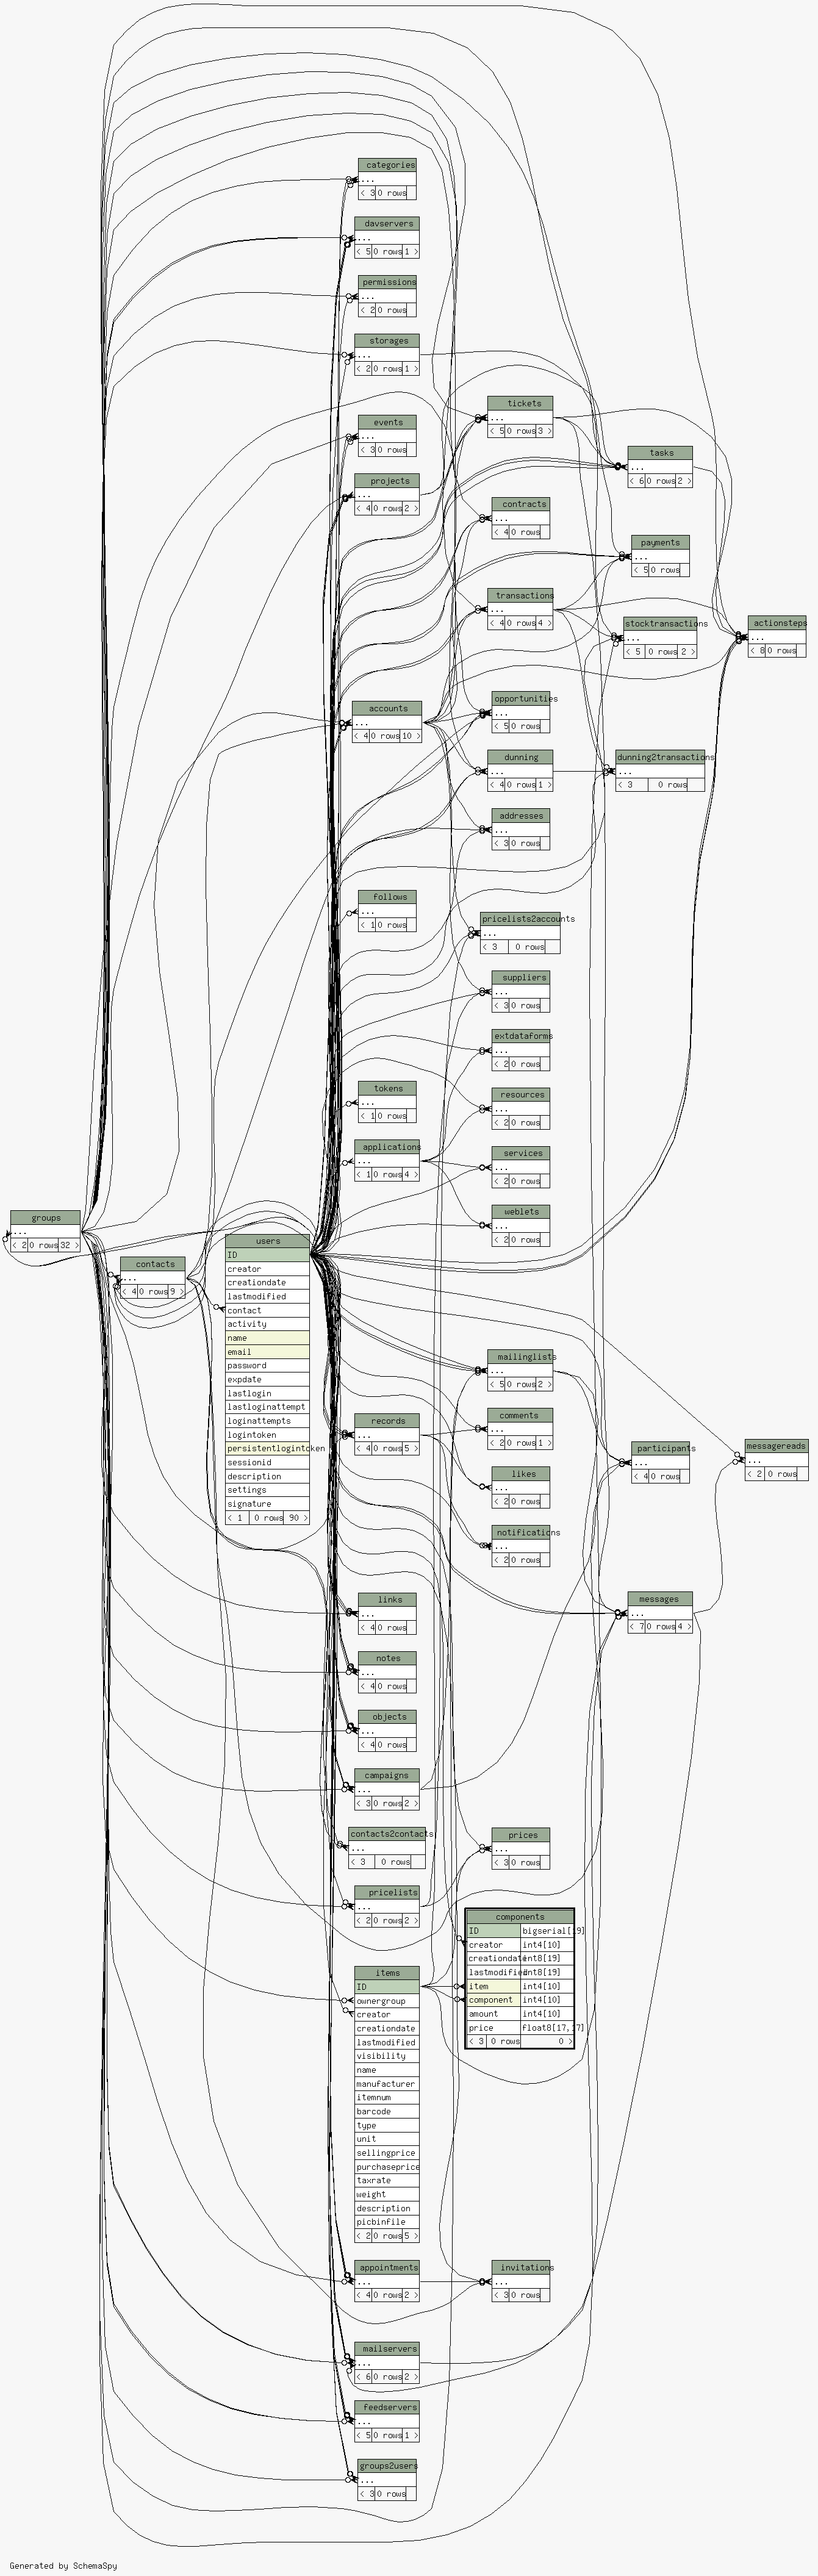 categories
...
< 3 0 rows
davservers
...
< 5 0 rows 1 >
permissions
...
< 2 0 rows
storages
...
< 2 0 rows 1 >
events
...
< 3 0 rows
projects
...
< 4 0 rows 2 >
tickets
...
< 5 0 rows 3 >
tasks
...
< 6 0 rows 2 >
contracts
...
< 4 0 rows
payments
...
< 5 0 rows
transactions
...
< 4 0 rows 4 >
stocktransactions
...
< 5 0 rows 2 >
actionsteps
...
< 8 0 rows
accounts
...
< 4 0 rows 10 >
opportunities
...
< 5 0 rows
dunning
...
< 4 0 rows 1 >
dunning2transactions
...
< 3 0 rows
addresses
...
< 3 0 rows
follows
...
< 1 0 rows
pricelists2accounts
...
< 3 0 rows
suppliers
...
< 3 0 rows
extdataforms
...
< 2 0 rows
tokens
...
< 1 0 rows
resources
...
< 2 0 rows
applications
...
< 1 0 rows 4 >
services
...
< 2 0 rows
weblets
...
< 2 0 rows
groups
...
< 2 0 rows 32 >
contacts
...
< 4 0 rows 9 >
users
ID
creator
creationdate
lastmodified
contact
activity
name
email
password
expdate
lastlogin
lastloginattempt
loginattempts
logintoken
persistentlogintoken
sessionid
description
settings
signature
< 1 0 rows 90 >
mailinglists
...
< 5 0 rows 2 >
records
...
< 4 0 rows 5 >
comments
...
< 2 0 rows 1 >
participants
...
< 4 0 rows
messagereads
...
< 2 0 rows
likes
...
< 2 0 rows
notifications
...
< 2 0 rows
links
...
< 4 0 rows
messages
...
< 7 0 rows 4 >
notes
...
< 4 0 rows
objects
...
< 4 0 rows
campaigns
...
< 3 0 rows 2 >
contacts2contacts
...
< 3 0 rows
prices
...
< 3 0 rows
pricelists
...
< 2 0 rows 2 >
components
ID bigserial[19]
creator int4[10]
creationdate int8[19]
lastmodified int8[19]
item int4[10]
component int4[10]
amount int4[10]
price float8[17,17]
< 3 0 rows 0 >
items
ID
ownergroup
creator
creationdate
lastmodified
visibility
name
manufacturer
itemnum
barcode
type
unit
sellingprice
purchaseprice
taxrate
weight
description
picbinfile
< 2 0 rows 5 >
appointments
...
< 4 0 rows 2 >
invitations
...
< 3 0 rows
mailservers
...
< 6 0 rows 2 >
feedservers
...
< 5 0 rows 1 >
groups2users
...
< 3 0 rows
Generated by SchemaSpy